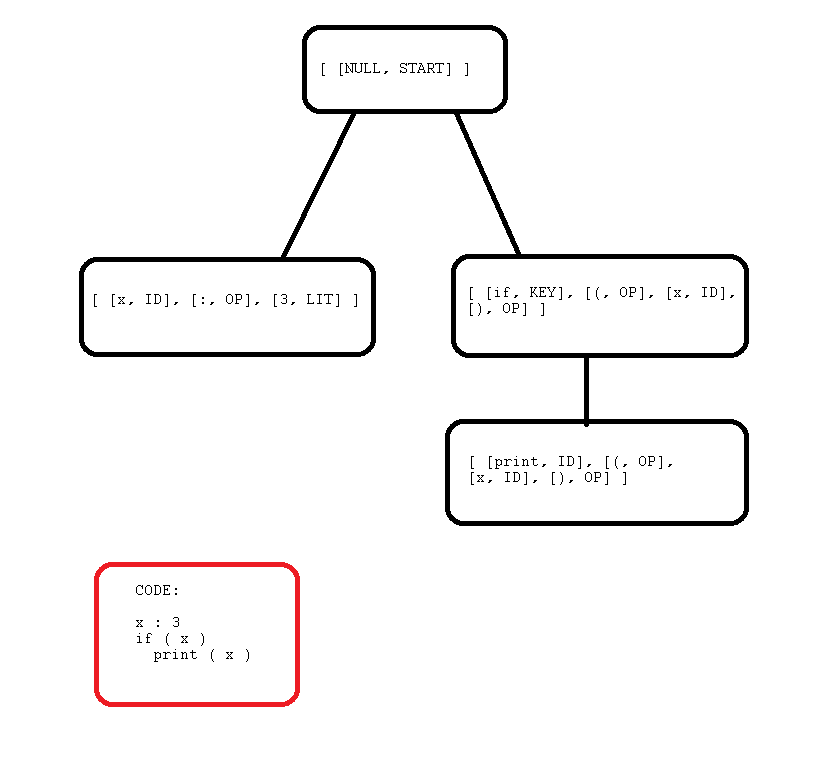 [ [NULL, START] ]
[ [x, ID], [:, OP], [3, LIT] ]
[ [if, KEY], [(, OP], [x, ID],
[), OP] ]
[ [print, ID], [(, OP],
[x, ID], [), OP] ]
CODE:
x : 3
if ( x )
  print ( x )